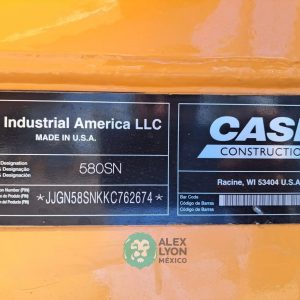 Industrial America LLC
MADE IN U.S.A.
Designation
580SN
*JJGN58SNKKC762674*
CASE
CONSTRUCTION
Racine, WI 53404 U.S.A.
Bar Code
Código de Barras
Código de Barras
ALEX
LYON
MÉXICO